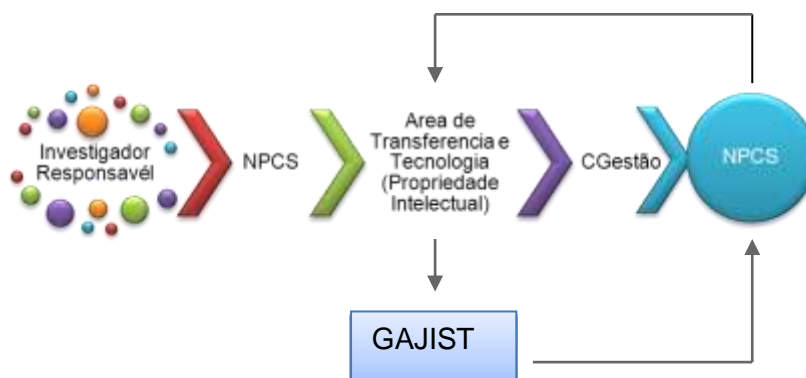 Investigador
Responsavél
NPCS
Area de
Transferencia e
Tecnologia
(Propriedade
Intelectual)
CGestão
NPCS
GAJIST